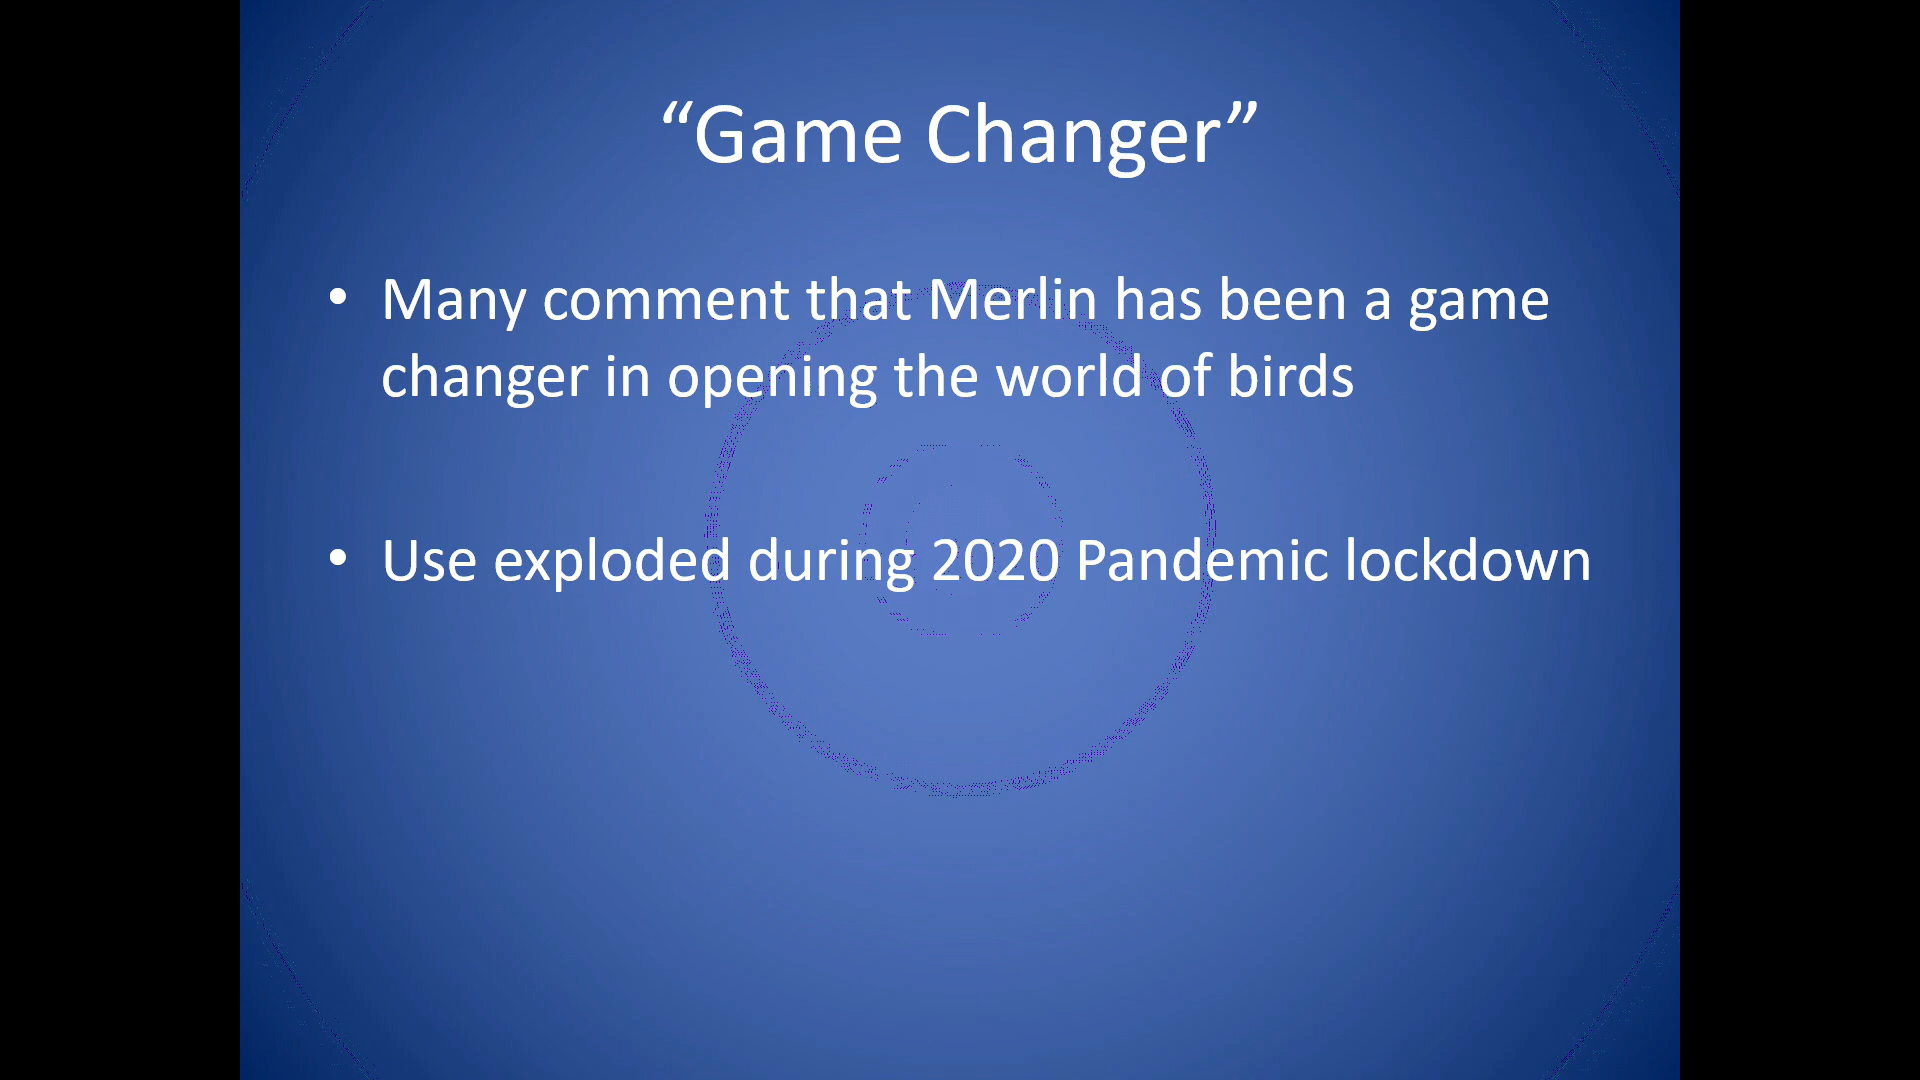 “Game Changer”
• Many comment that Merlin has been a game
changer in opening the world of birds
• Use exploded during 2020 Pandemic lockdown